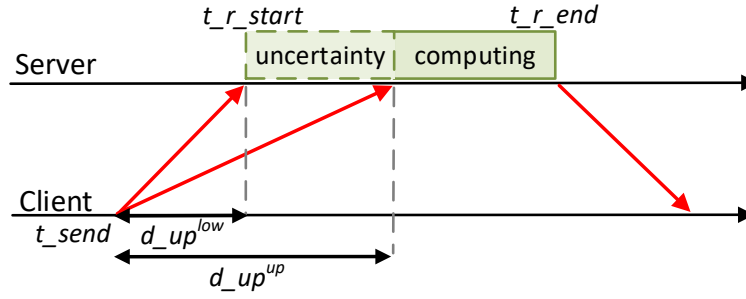 t_r_start
t_r_end
uncertainty
computing
Server
Client
t_send
d_up^low
d_up^up